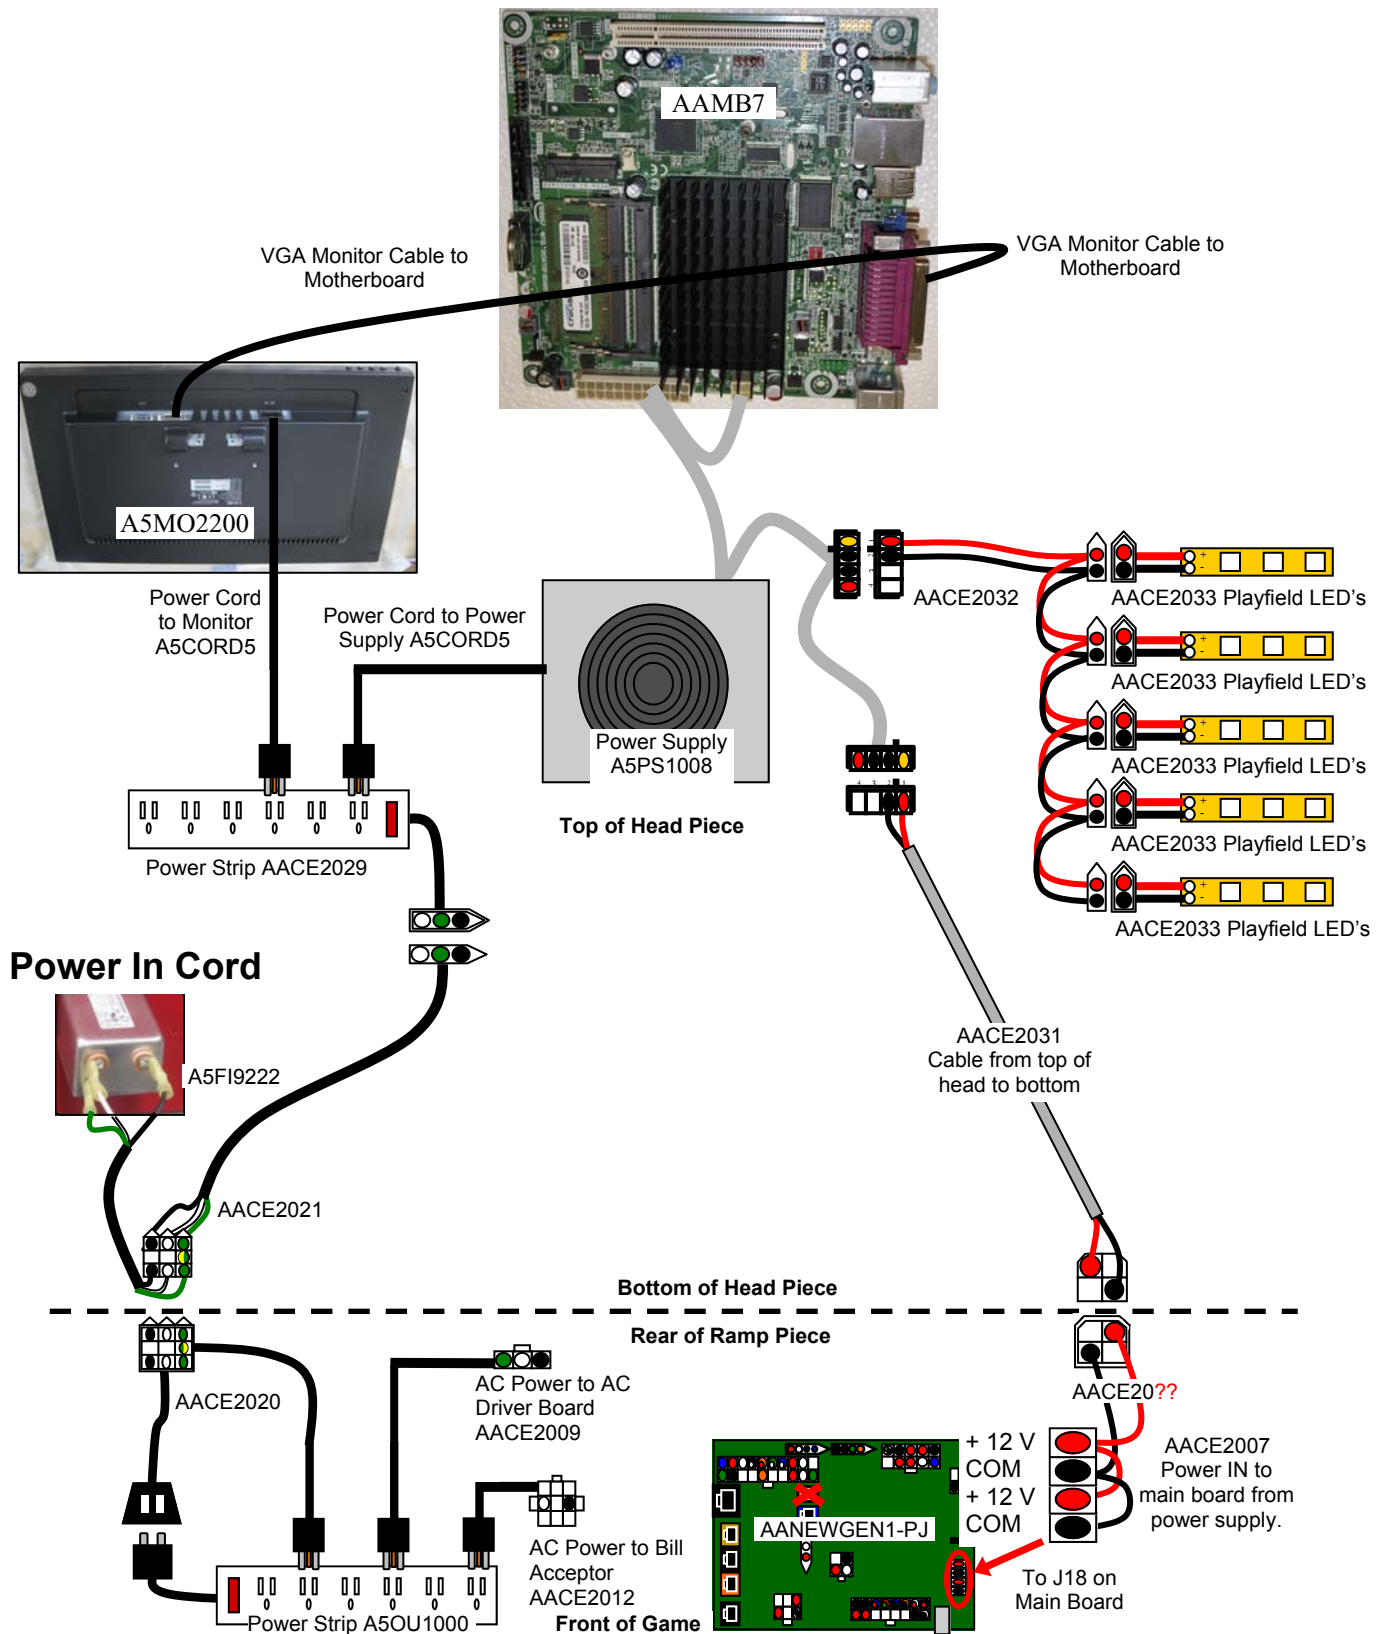 AAMB7
VGA Monitor Cable to
Motherboard
VGA Monitor Cable to
Motherboard
A5MO2200
Power Cord
to Monitor
A5CORD5
Power Cord to Power
Supply A5CORD5
Power Supply
A5PS1008
Top of Head Piece
AACE2032
AACE2033 Playfield LED's
AACE2033 Playfield LED's
AACE2033 Playfield LED's
AACE2033 Playfield LED's
AACE2033 Playfield LED's
Power Strip AACE2029
Power In Cord
A5FI9222
AACE2031
Cable from top of
head to bottom
AACE2021
Bottom of Head Piece
Rear of Ramp Piece
AACE2020
AC Power to AC
Driver Board
AACE2009
AACE20??
+ 12 V
COM
+ 12 V
COM
AACE2007
Power IN to
main board from
power supply.
AANEWGEN1-PJ
AC Power to Bill
Acceptor
AACE2012
To J18 on
Main Board
Power Strip A5OU1000
Front of Game